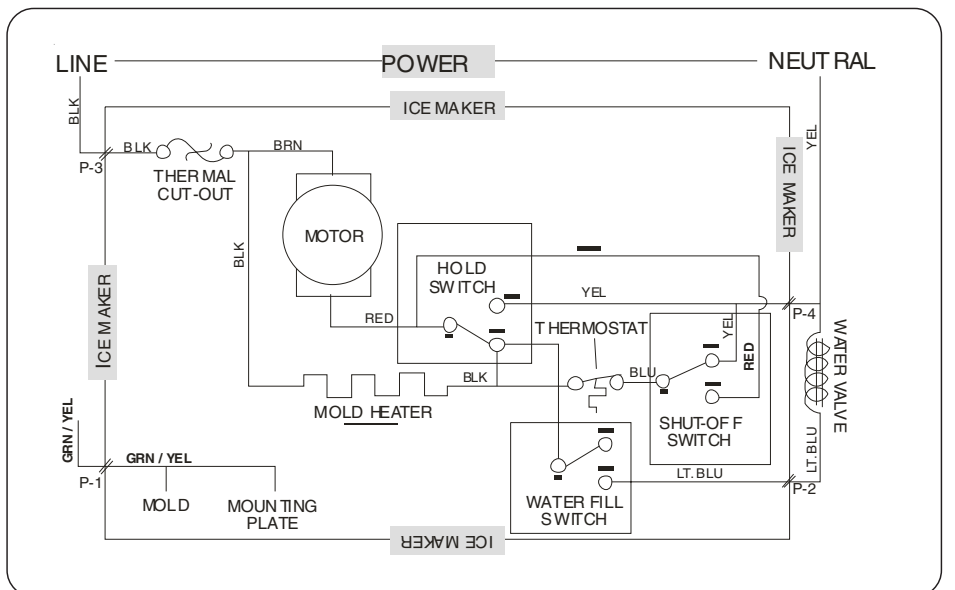 LINE POWER NEUTRAL
BLK
ICE MAKER
YEL
P-3
BLK
BRN
THERMAL
CUT-OUT
ICE MAKER
MOTOR
BLK
HOLD
SWITCH
YEL
RED
THERMOSTAT
P-4
YEL
RED
WATER VALVE
ICE MAKER
BLK
BLU
MOLD HEATER
SHUT-OFF
SWITCH
GRN / YEL
GRN / YEL
P-1
MOLD
MOUNTING
PLATE
LT.BLU
LT.BLU
P-2
WATER FILL
SWITCH
ICE MAKER